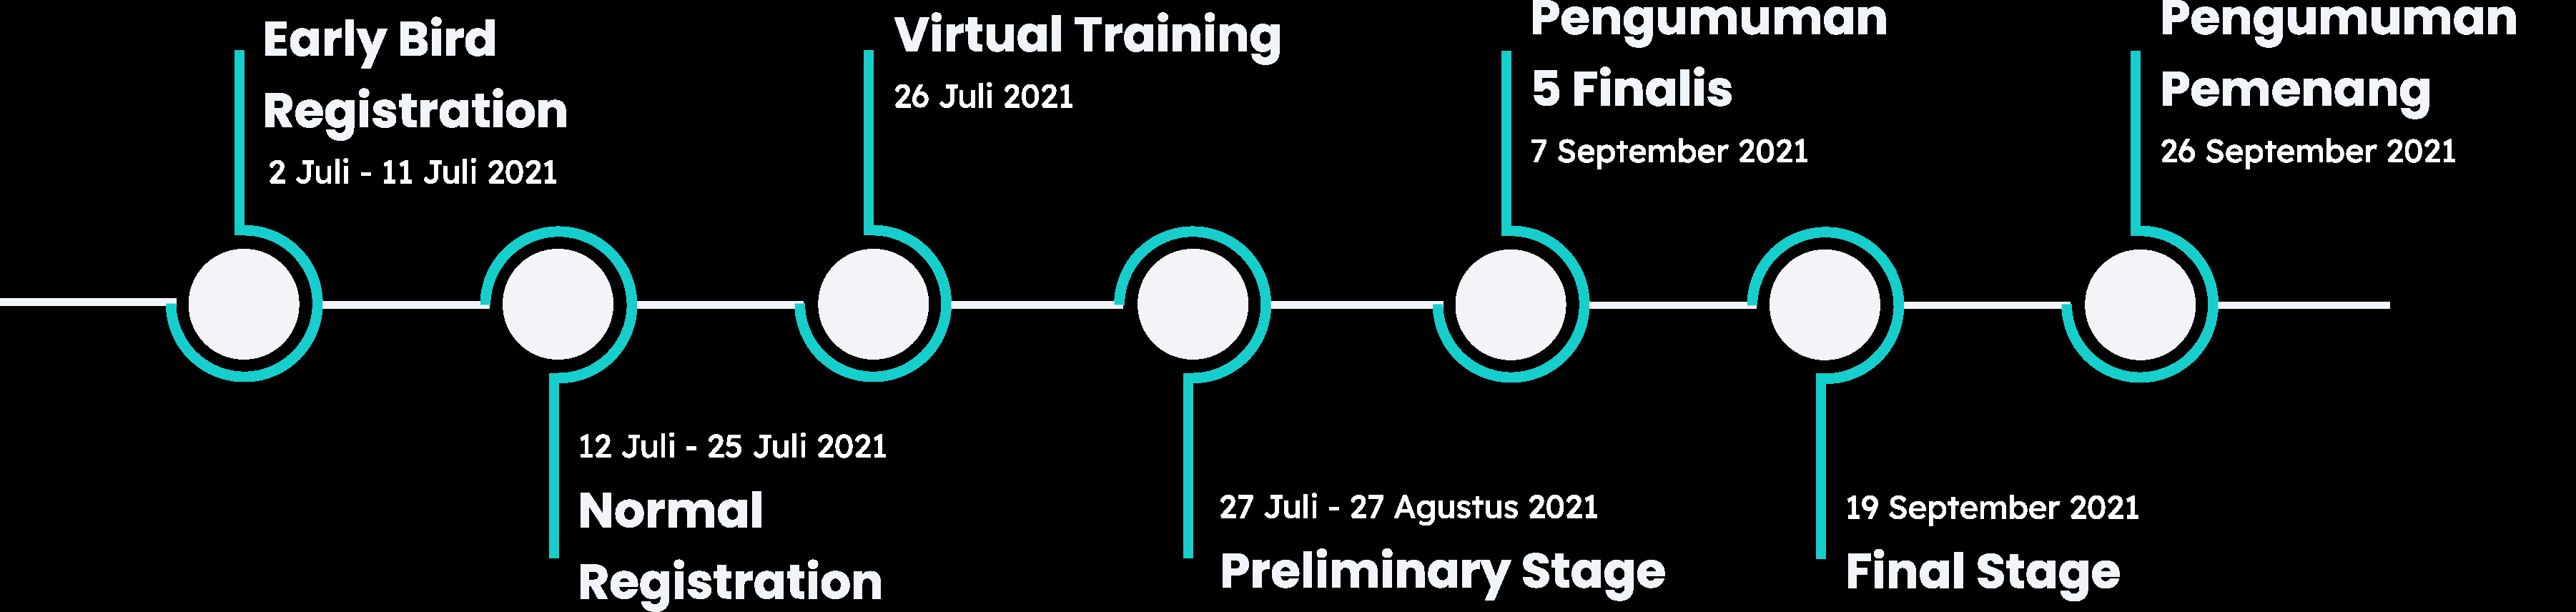 Early Bird
Registration
2 Juli - 11 Juli 2021
12 Juli - 25 Juli 2021
Normal
Registration
Virtual Training
26 Juli 2021
27 Juli - 27 Agustus 2021
Preliminary Stage
Pengumuman
5 Finalis
7 September 2021
19 September 2021
Final Stage
Pengumuman
Pemenang
26 September 2021